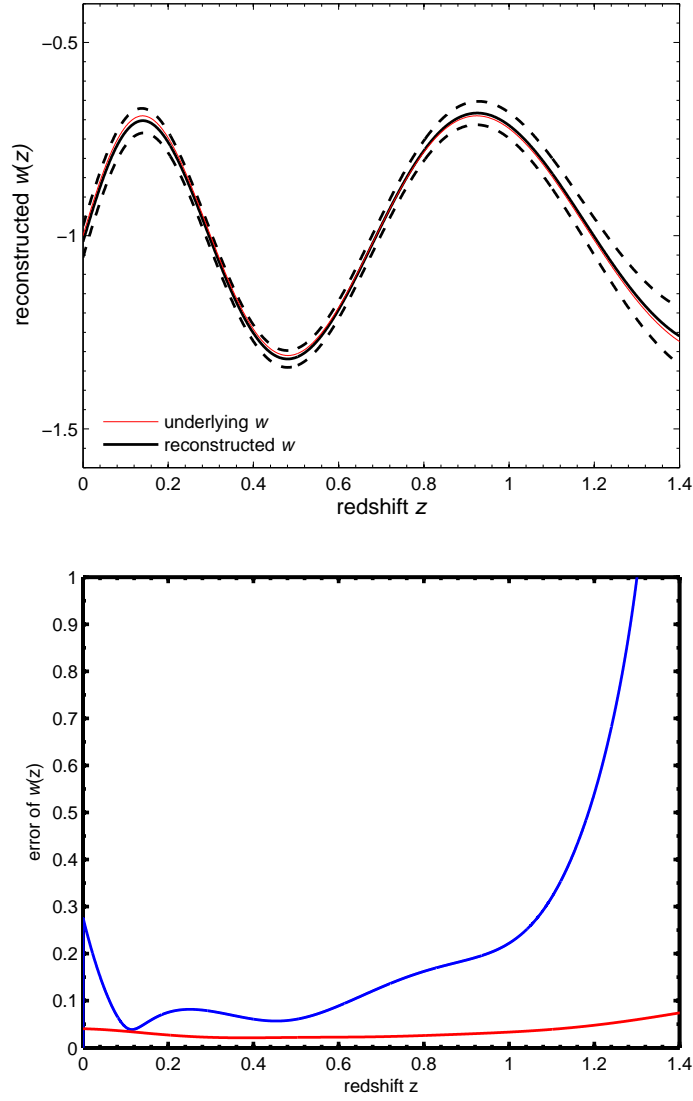 −0.5
−1
−1.5
reconstructed w(z)
underlying w
reconstructed w
0 0.2 0.4 0.6 0.8 1 1.2 1.4
redshift z
1
0.9
0.8
0.7
0.6
0.5
0.4
0.3
0.2
0.1
0
error of w(z)
0 0.2 0.4 0.6 0.8 1 1.2 1.4
redshift z